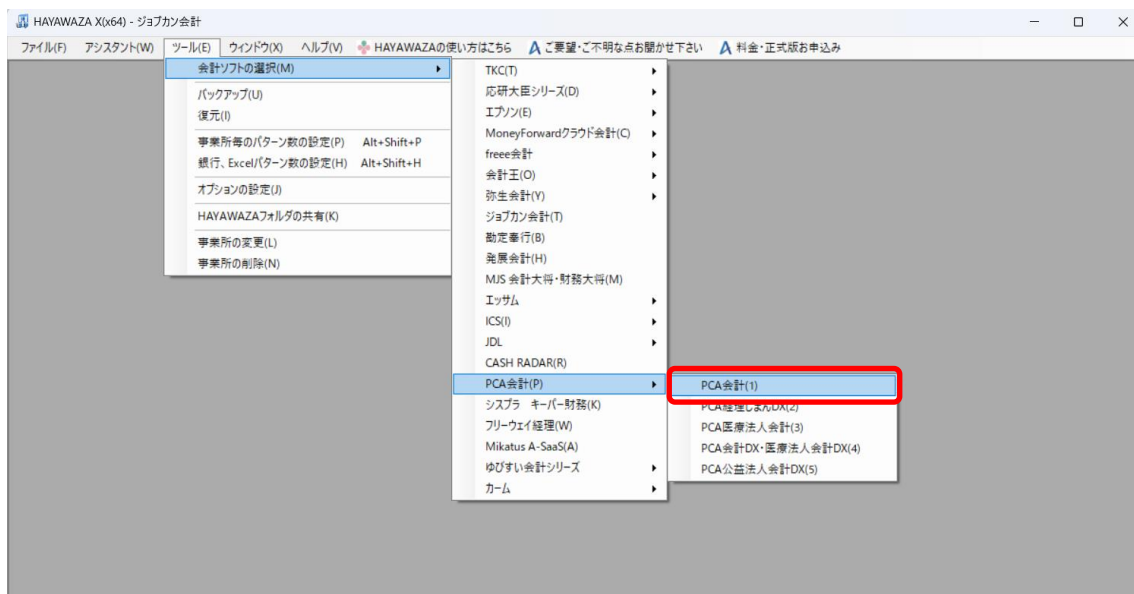 HAYAWAZA X(x64) - ジョブカン会計
ファイル(F) アシスタント(W) ツール(E) ウィンドウ(X) ヘルプ(V) HAYAWAZAの使い方はこちら ご要望・ご不明な点お聞かせ下さい 料金・正式版お申込み
会計ソフトの選択(M)
バックアップ(U)
復元(I)
事業所毎のパターン数の設定(P) Alt+Shift+P
銀行、Excelパターン数の設定(H) Alt+Shift+H
オプションの設定(J)
HAYAWAZAフォルダの共有(K)
事業所の変更(L)
事業所の削除(N)
TKC(T)
応研大臣シリーズ(D)
エプソン(E)
MoneyForwardクラウド会計(C)
freee会計
会計王(O)
弥生会計(Y)
ジョブカン会計(T)
勘定奉行(B)
発展会計(H)
MJS 会計大将・財務大将(M)
エッサム
ICS(I)
JDL
CASH RADAR(R)
PCA会計(P)
シスプラ キーパー財務(K)
フリーウェイ経理(W)
Mikatus A-SaaS(A)
ゆびすい会計シリーズ
カーム
PCA会計(1)
PCA経理じまんDX(2)
PCA医療法人会計(3)
PCA会計DX・医療法人会計DX(4)
PCA公益法人会計DX(5)